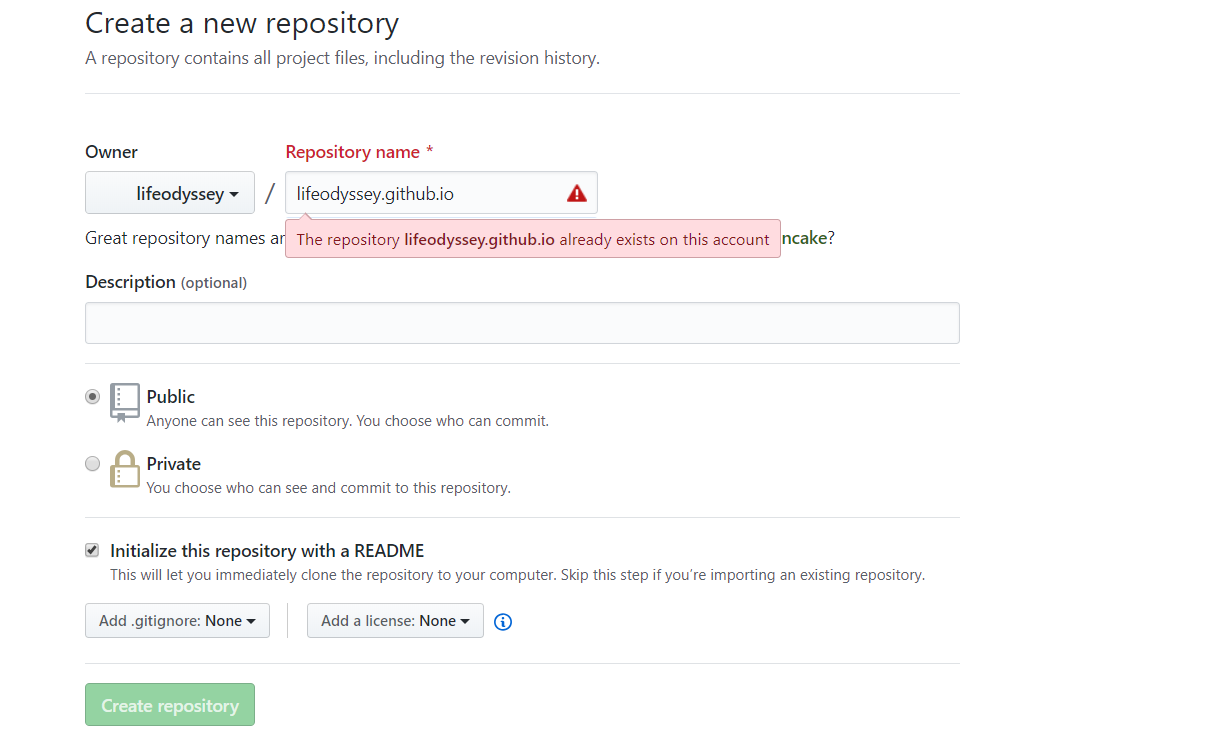 Create a new repository
A repository contains all project files, including the revision history.
Owner
Repository name *
lifeodyssey
/
lifeodyssey.github.io
Great repository names ar
ncake?
The repository lifeodyssey.github.io already exists on this account
Description (optional)
Public
Anyone can see this repository. You choose who can commit.
Private
You choose who can see and commit to this repository.
Initialize this repository with a README
This will let you immediately clone the repository to your computer. Skip this step if you’re importing an existing repository.
Add .gitignore: None
Add a license: None
Create repository